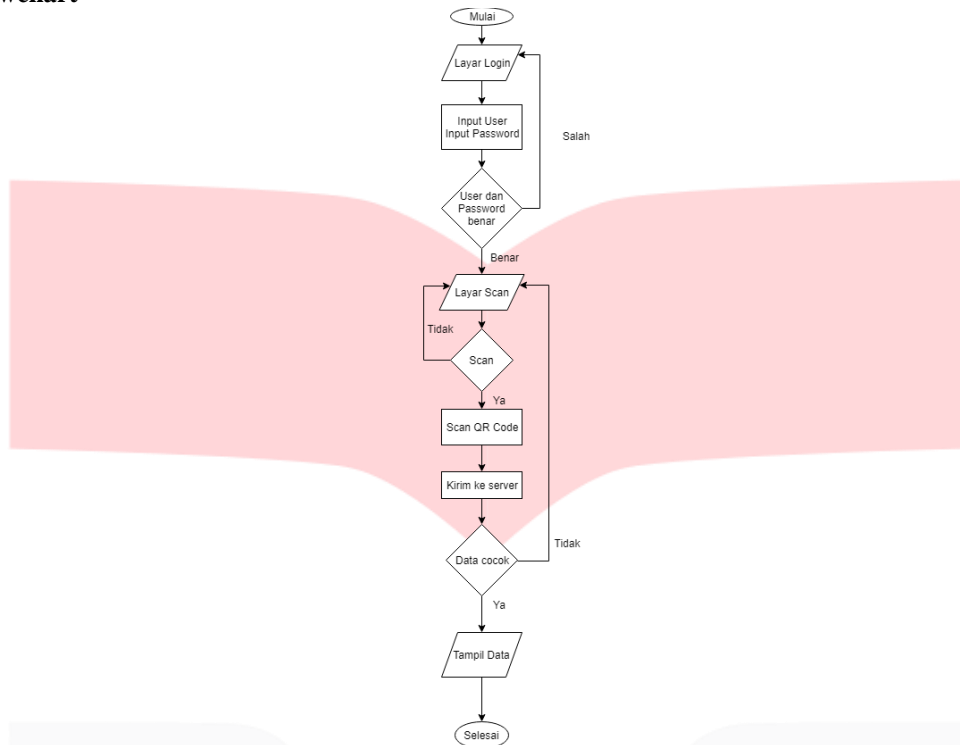 Mulai
Layar Login
Input User
Input Password
Salah
User dan
Password
benar
Benar
Layar Scan
Tidak
Scan
Ya
Scan QR Code
Kirim ke server
Tidak
Data cocok
Ya
Tampil Data
Selesai